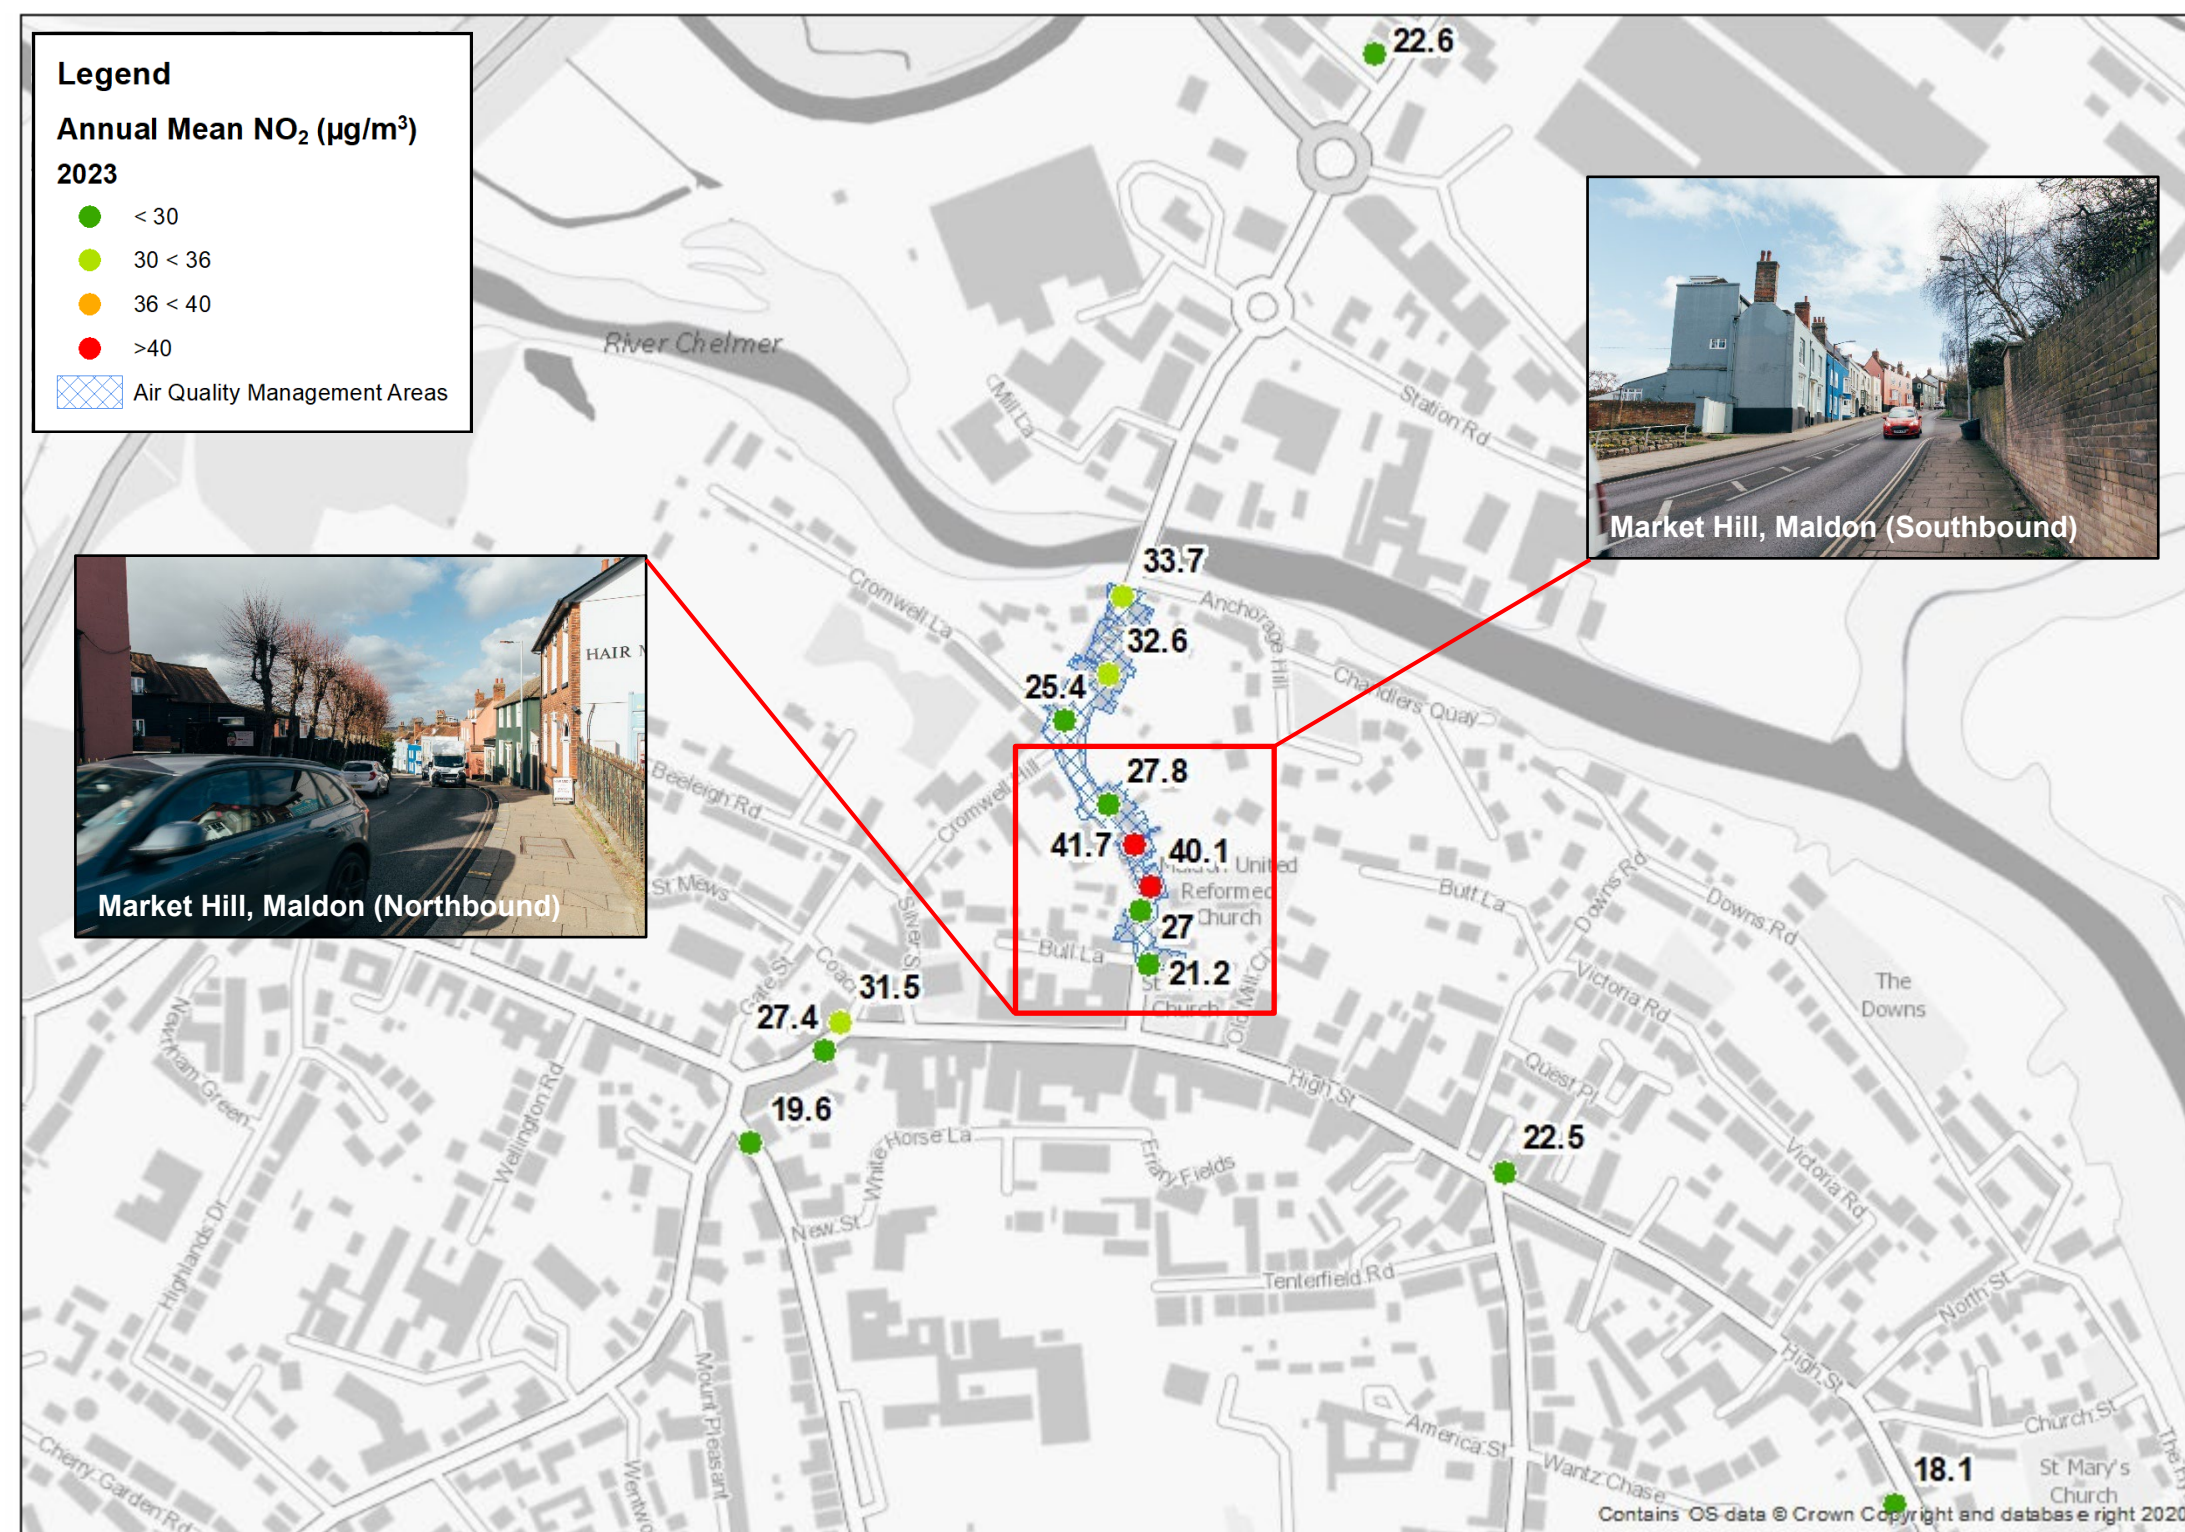 Legend
Annual Mean NO₂ (µg/m³)
2023
< 30
30 < 36
36 < 40
>40
Air Quality Management Areas
22.6
River Chelmer
Mill La
Station Rd
Market Hill, Maldon (Southbound)
HAIR
Market Hill, Maldon (Northbound)
33.7
Cromwell La
Anchorage Hill
32.6
25.4
Chandlers Quay
Beeleigh Rd
Cromwell Hill
27.8
41.7
40.1
Maldon United
Reformed
Church
27
St Mews
Silver St
Bull La
21.2
St
Church
Old Mill
Butt La
Downs Rd
Downs Rd
Victoria Rd
The
Downs
Gate St
Coach
31.5
27.4
Newnham Green
Wellington Rd
High St
Quest Pl
19.6
White Horse La
Friary Fields
22.5
Victoria Rd
New St
Highlands Dr
Tenterfield Rd
North St
Mount Pleasant
High St
America St
Wantz Chase
Church St
Cherry Garden Rd
18.1
St Mary's
Church
Contains OS data © Crown Copyright and database right 2020